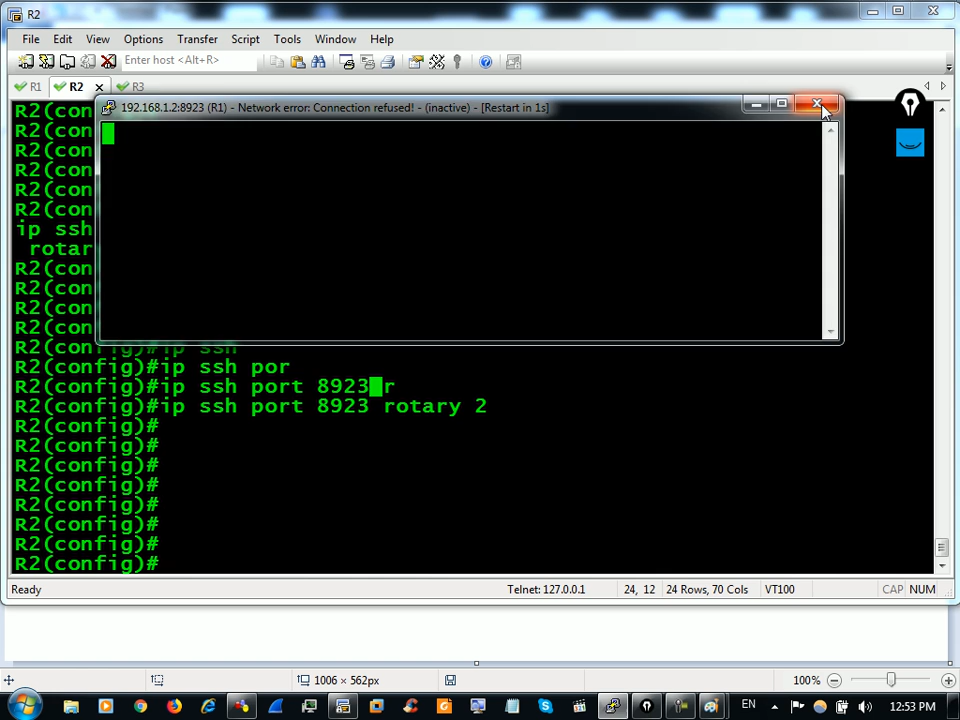 R2
File Edit View Options Transfer Script Tools Window Help
Enter host <Alt+R>
R1 R2 R3
192.168.1.2:8923 (R1) - Network error: Connection refused! - (inactive) - [Restart in 1s]
R2(con
R2(con
R2(con
R2(con
R2(con
R2(con
ip ssh
rotar
R2(con
R2(con
R2(con
R2(con
R2(config)#ip ssh
R2(config)#ip ssh por
R2(config)#ip ssh port 8923 r
R2(config)#ip ssh port 8923 rotary 2
R2(config)#
R2(config)#
R2(config)#
R2(config)#
R2(config)#
R2(config)#
R2(config)#
R2(config)#
Ready Telnet: 127.0.0.1 24, 12 24 Rows, 70 Cols VT100 CAP NUM
1006 × 562px 100%
EN 12:53 PM